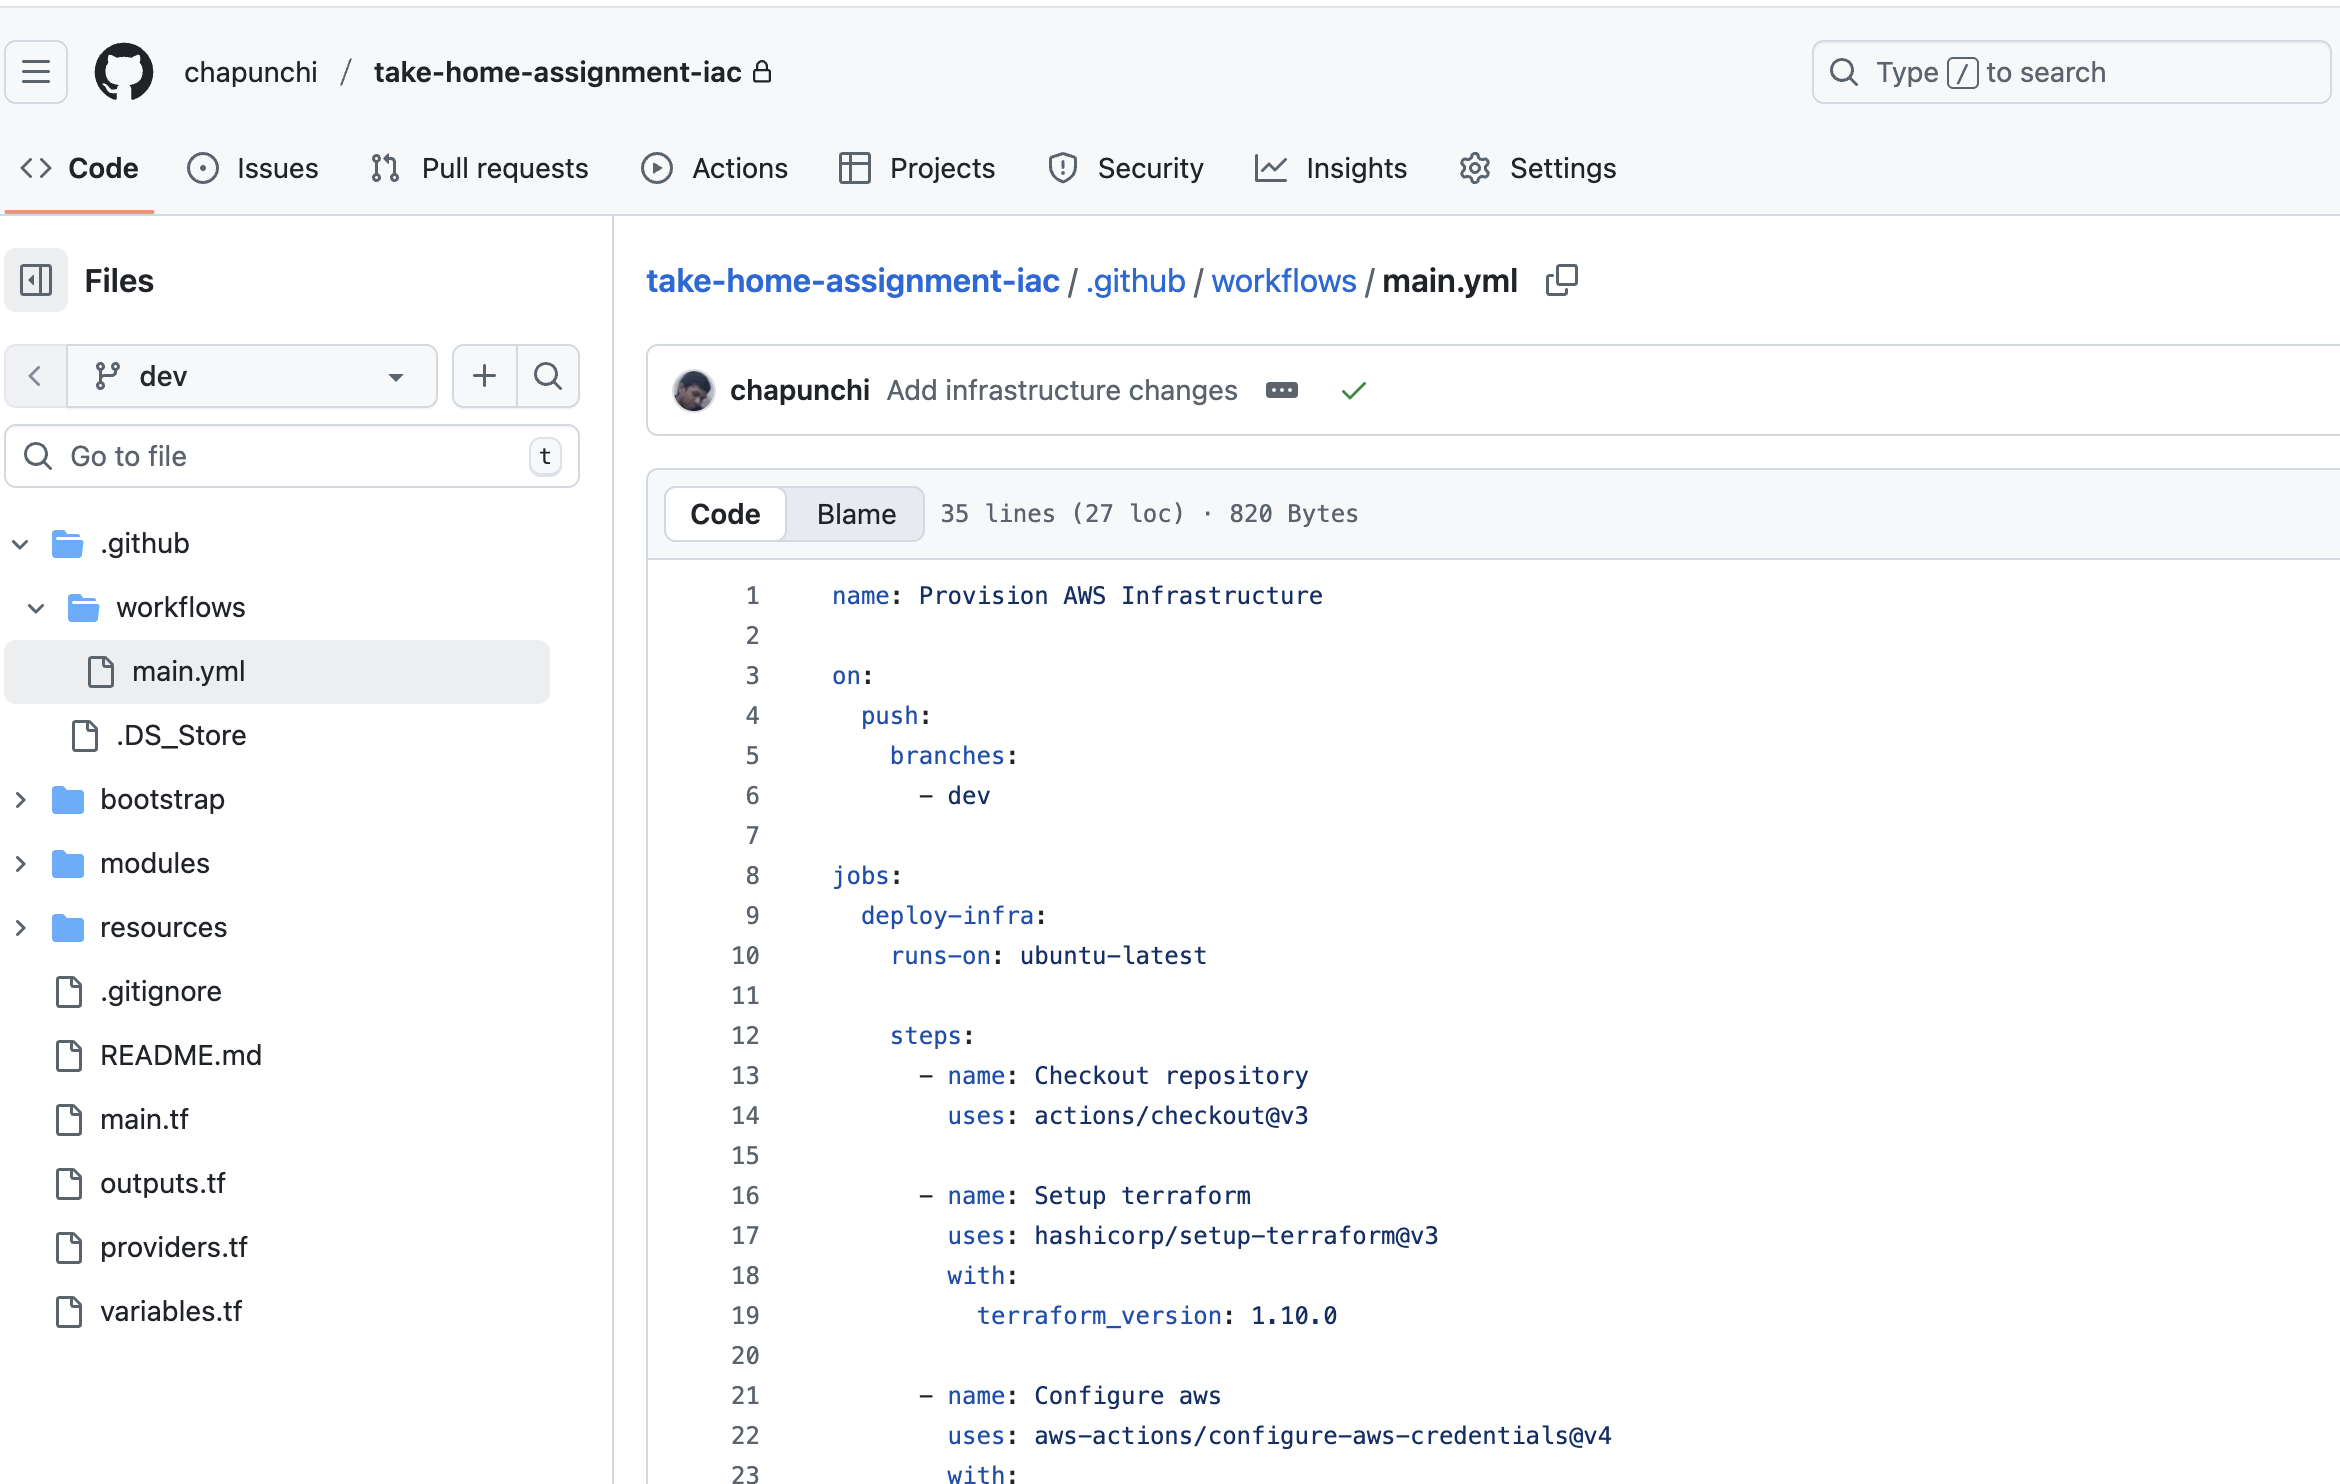 chapunchi / take-home-assignment-iac
Type / to search
Code
Issues
Pull requests
Actions
Projects
Security
Insights
Settings
Files
dev
Go to file
t
.github
workflows
main.yml
.DS_Store
bootstrap
modules
resources
.gitignore
README.md
main.tf
outputs.tf
providers.tf
variables.tf
take-home-assignment-iac / .github / workflows / main.yml
chapunchi Add infrastructure changes
Code Blame 35 lines (27 loc) · 820 Bytes
1 name: Provision AWS Infrastructure
2
3 on:
4   push:
5     branches:
6       - dev
7
8 jobs:
9   deploy-infra:
10     runs-on: ubuntu-latest
11
12     steps:
13       - name: Checkout repository
14         uses: actions/checkout@v3
15
16       - name: Setup terraform
17         uses: hashicorp/setup-terraform@v3
18         with:
19           terraform_version: 1.10.0
20
21       - name: Configure aws
22         uses: aws-actions/configure-aws-credentials@v4
23         with: